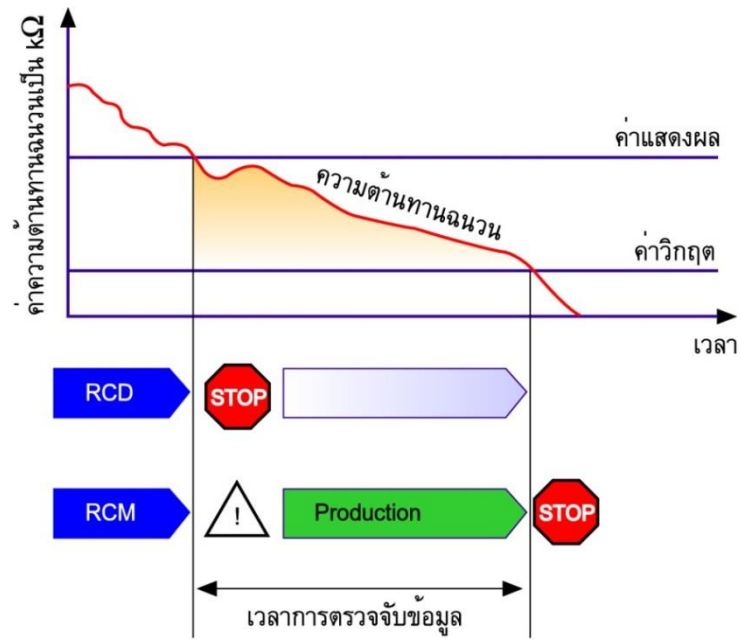 ค่าความต้านทานฉนวนเป็น kΩ
ค่าแสดงผล
ความต้านทานฉนวน
ค่าวิกฤต
เวลา
RCD
STOP
RCM
!
Production
STOP
เวลาการตรวจจับข้อมูล